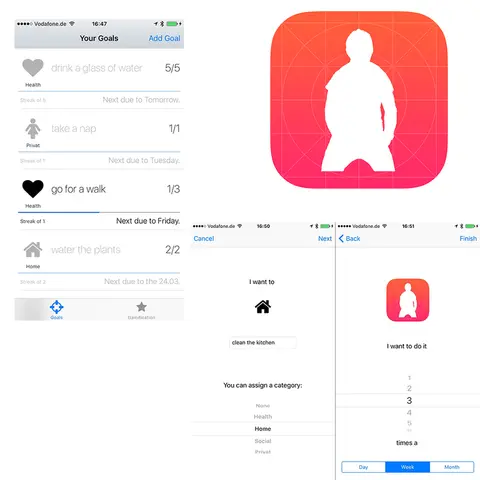 Vodafone.de 16:47
Your Goals Add Goal
drink a glass of water 5/5
Health
Streak of 5 Next due to Tomorrow.
take a nap 1/1
Privat
Streak of 7 Next due to Tuesday.
go for a walk 1/3
Health
Streak of 1 Next due to Friday.
water the plants 2/2
Home
Streak of 3 Next due to the 24.03.
Goals
Vodafone.de 16:50
Cancel Next
I want to
clean the kitchen
You can assign a category:
None
Health
Home
Social
Privat
Vodafone.de 16:51
Back Finish
I want to do it
1
2
3
4
5
times a
Day Week Month